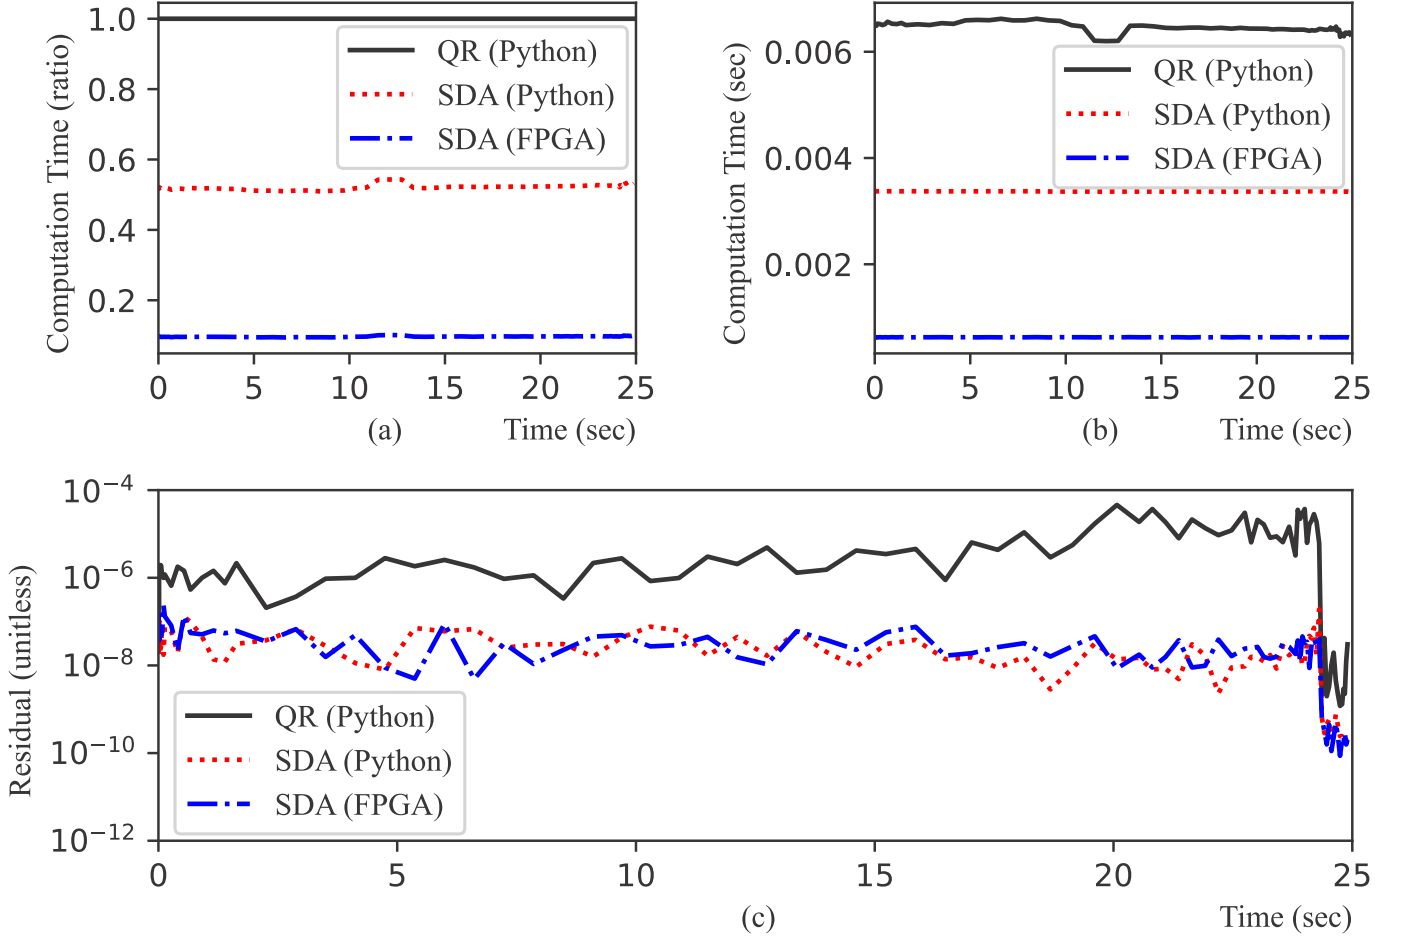 Computation Time (ratio)
1.0
0.8
0.6
0.4
0.2
QR (Python)
SDA (Python)
SDA (FPGA)
0 5 10 15 20 25
(a) Time (sec)
Computation Time (sec)
0.006
0.004
0.002
QR (Python)
SDA (Python)
SDA (FPGA)
0 5 10 15 20 25
(b) Time (sec)
Residual (unitless)
10⁻⁴
10⁻⁶
10⁻⁸
10⁻¹⁰
10⁻¹²
QR (Python)
SDA (Python)
SDA (FPGA)
0 5 10 15 20 25
(c) Time (sec)